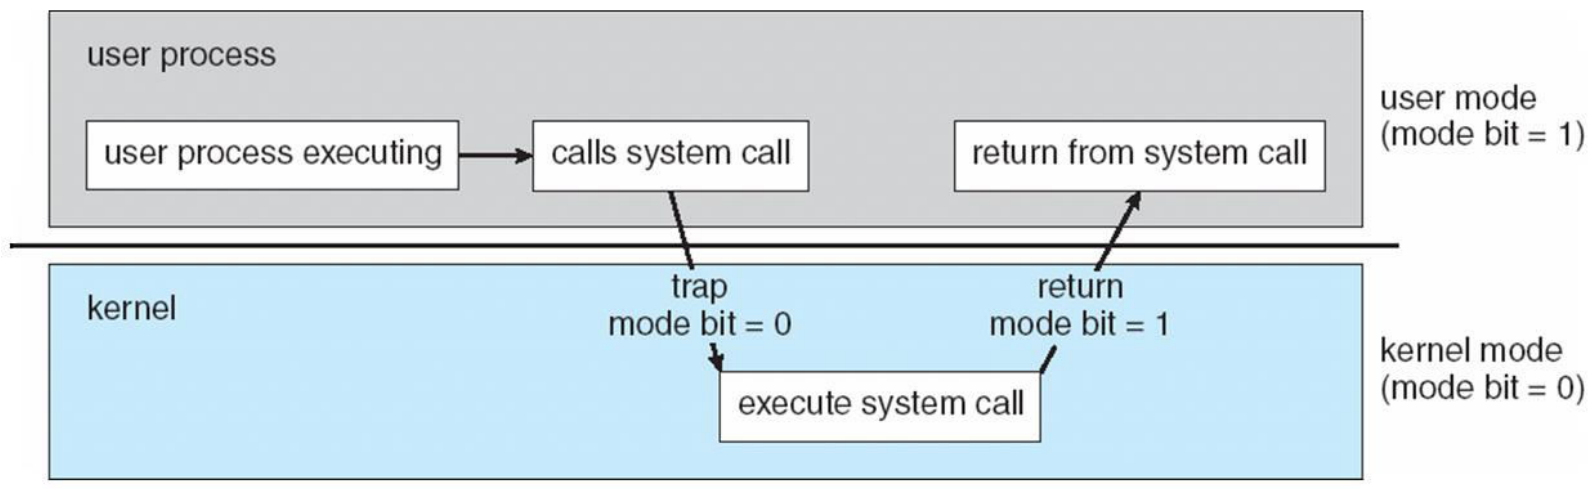 user process
user process executing
calls system call
return from system call
user mode
(mode bit = 1)
trap
mode bit = 0
return
mode bit = 1
kernel
execute system call
kernel mode
(mode bit = 0)